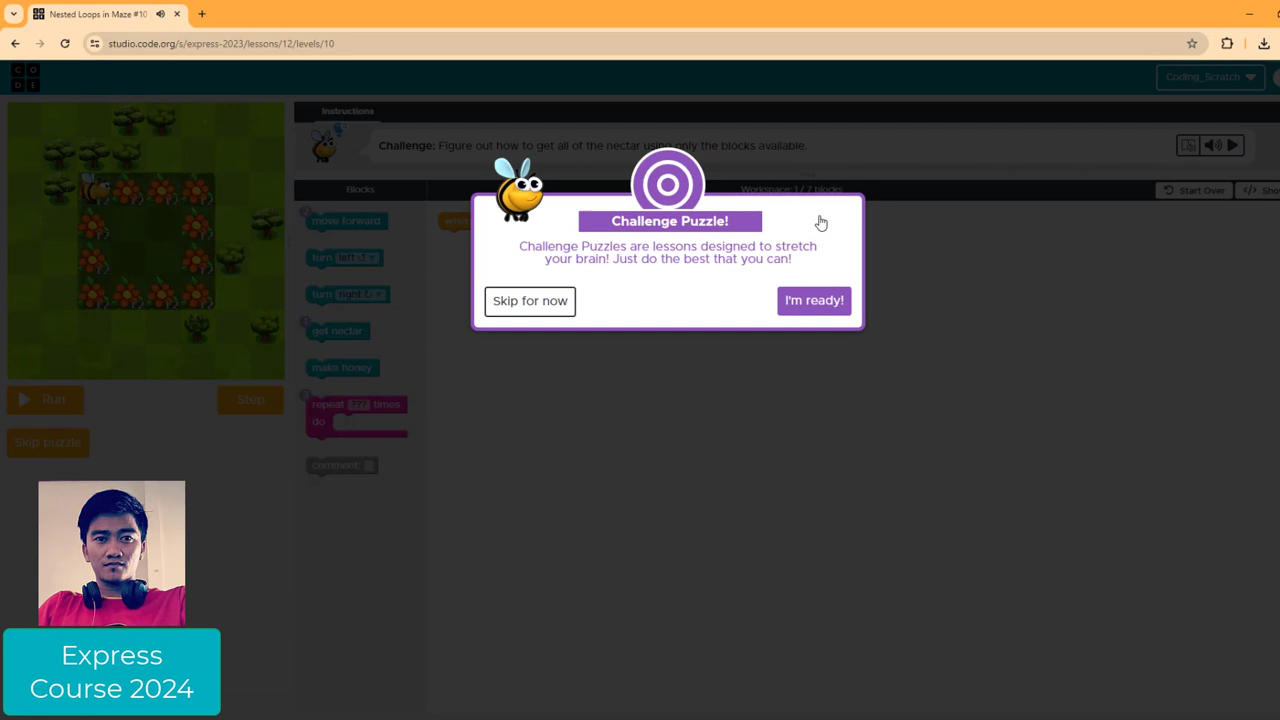 Nested Loops in Maze #10
studio.code.org/s/express-2023/lessons/12/levels/10
C O
D E
Coding_Scratch
Instructions
Challenge: Figure out how to get all of the nectar using only the blocks available.
Blocks
Workspace: 1 / 7 blocks
Start Over
</> Sho
move forward
turn left
turn right
get nectar
make honey
repeat ??? times
do
comment:
Challenge Puzzle!
Challenge Puzzles are lessons designed to stretch
your brain! Just do the best that you can!
Skip for now
I'm ready!
Run
Step
Skip puzzle
Express
Course 2024